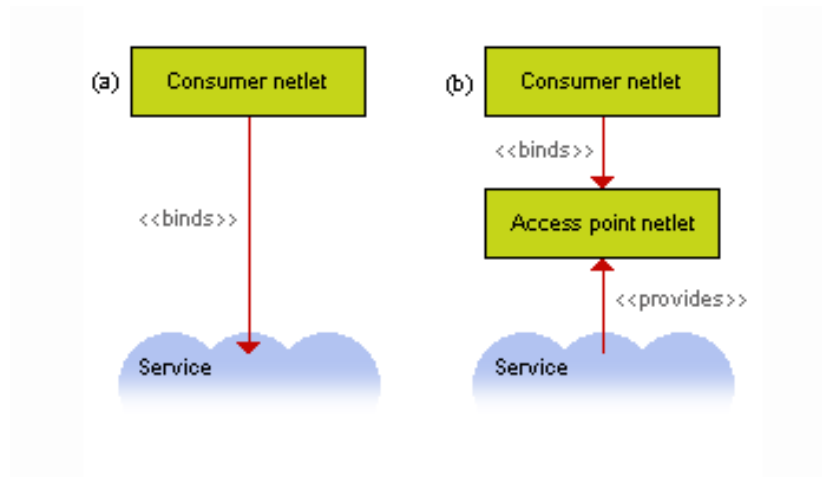 (a)
Consumer netlet
<<binds>>
Service
(b)
Consumer netlet
<<binds>>
Access point netlet
<<provides>>
Service